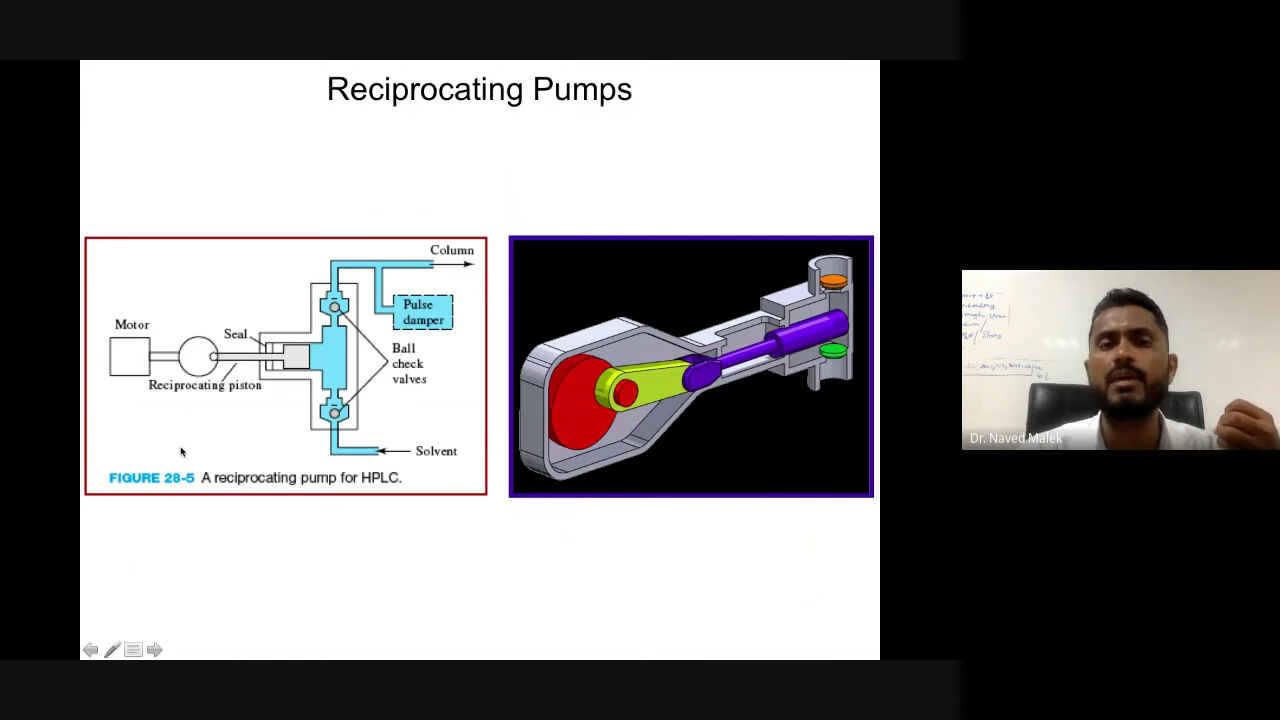 Reciprocating Pumps
Column
Pulse
damper
Motor
Seal
Ball
check
valves
Reciprocating piston
Solvent
FIGURE 28-5 A reciprocating pump for HPLC.
Dr. Naved Malek